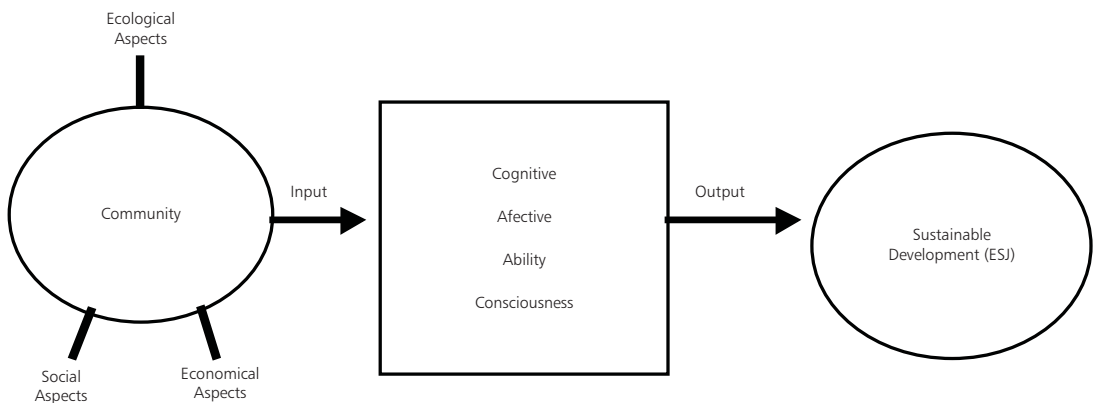 Ecological
Aspects
Community
Input
Cognitive
Afective
Ability
Consciousness
Output
Sustainable
Development (ESJ)
Social
Aspects
Economical
Aspects